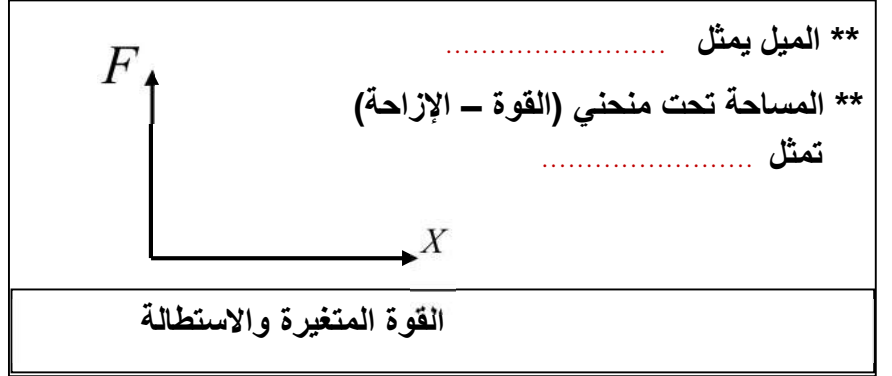 ** الميل يمثل ........................
F
** المساحة تحت منحني (القوة – الإزاحة)
تمثل .......................
X
القوة المتغيرة والاستطالة